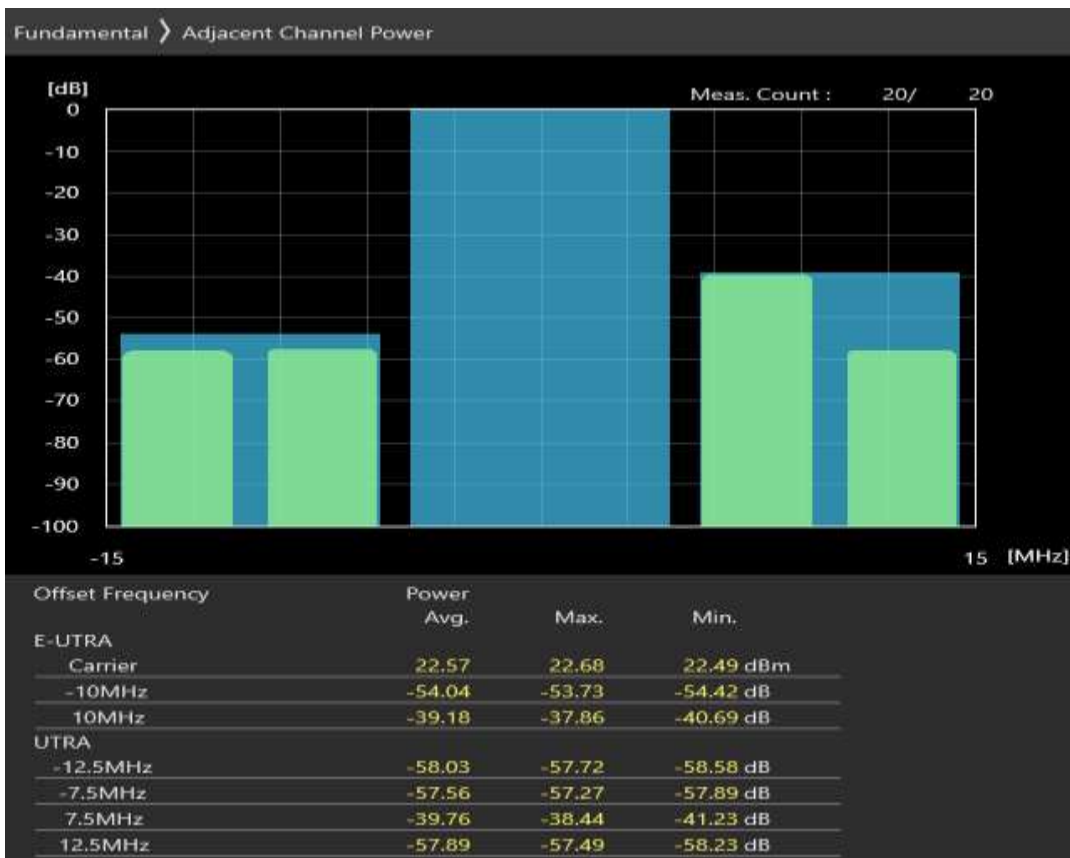 Fundamental ❯ Adjacent Channel Power
[dB]
Meas. Count : 20/ 20
0
-10
-20
-30
-40
-50
-60
-70
-80
-90
-100
-15 15 [MHz]
Offset Frequency Power
Avg. Max. Min.
E-UTRA
Carrier 22.57 22.68 22.49 dBm
-10MHz -54.04 -53.73 -54.42 dB
10MHz -39.18 -37.86 -40.69 dB
UTRA
-12.5MHz -58.03 -57.72 -58.58 dB
-7.5MHz -57.56 -57.27 -57.89 dB
7.5MHz -39.76 -38.44 -41.23 dB
12.5MHz -57.89 -57.49 -58.23 dB